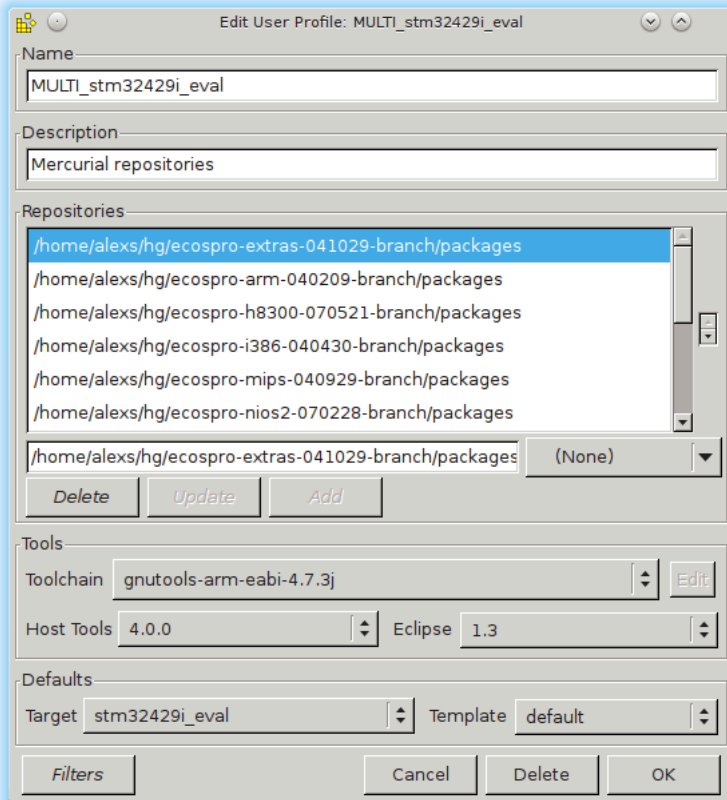 Edit User Profile: MULTI_stm32429i_eval
Name
MULTI_stm32429i_eval
Description
Mercurial repositories
Repositories
/home/alexs/hg/ecospro-extras-041029-branch/packages
/home/alexs/hg/ecospro-arm-040209-branch/packages
/home/alexs/hg/ecospro-h8300-070521-branch/packages
/home/alexs/hg/ecospro-i386-040430-branch/packages
/home/alexs/hg/ecospro-mips-040929-branch/packages
/home/alexs/hg/ecospro-nios2-070228-branch/packages
/home/alexs/hg/ecospro-extras-041029-branch/packages (None)
Delete Update Add
Tools
Toolchain gnutools-arm-eabi-4.7.3j Edit
Host Tools 4.0.0 Eclipse 1.3
Defaults
Target stm32429i_eval Template default
Filters Cancel Delete OK